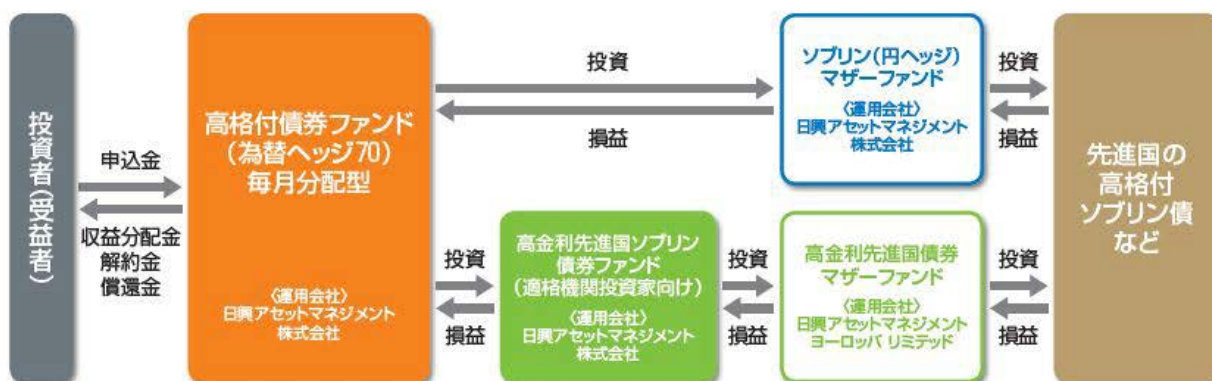 投資者(受益者)
申込金
収益分配金
解約金
償還金
高格付債券ファンド
(為替ヘッジ70)
毎月分配型
〈運用会社〉
日興アセットマネジメント
株式会社
投資
損益
ソブリン(円ヘッジ)
マザーファンド
〈運用会社〉
日興アセットマネジメント
株式会社
投資
損益
投資
損益
高金利先進国ソブリン
債券ファンド
(適格機関投資家向け)
〈運用会社〉
日興アセットマネジメント
株式会社
投資
損益
高金利先進国債券
マザーファンド
〈運用会社〉
日興アセットマネジメント
ヨーロッパ リミテッド
投資
損益
先進国の
高格付
ソブリン債
など